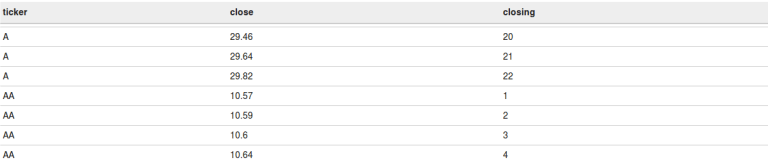 ticker close closing
A 29.46 20
A 29.64 21
A 29.82 22
AA 10.57 1
AA 10.59 2
AA 10.6 3
AA 10.64 4